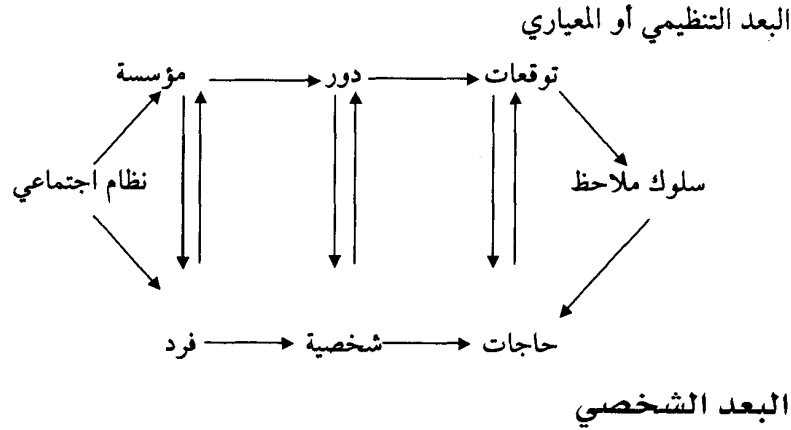 البعد التنظيمي أو المعياري
مؤسسة دور توقعات
نظام اجتماعي سلوك ملاحظ
فرد شخصية حاجات
البعد الشخصي